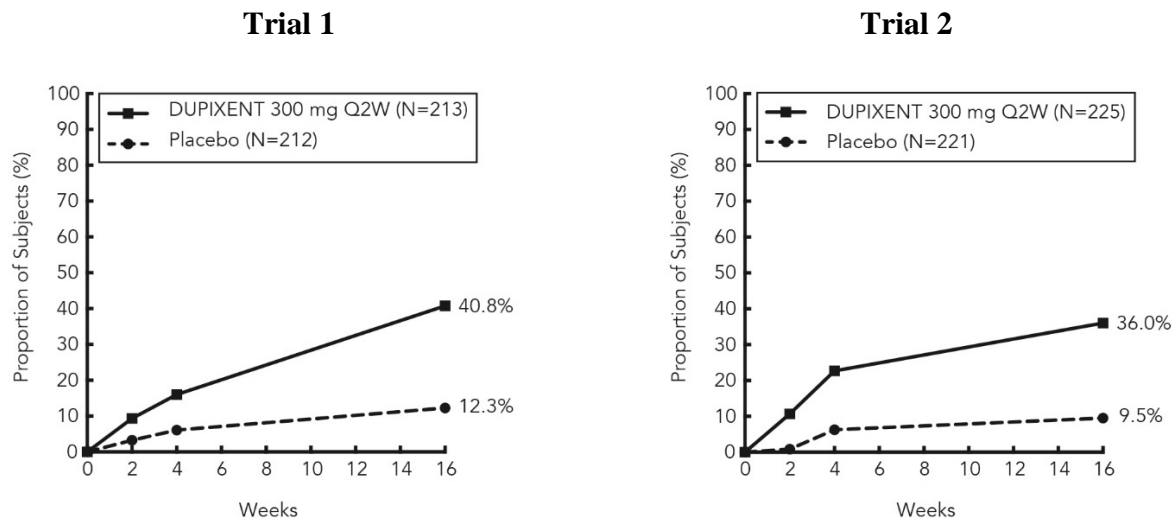 Trial 1
DUPIXENT 300 mg Q2W (N=213)
Placebo (N=212)
Proportion of Subjects (%)
100
90
80
70
60
50
40
30
20
10
0
40.8%
12.3%
0 2 4 6 8 10 12 14 16
Weeks
Trial 2
DUPIXENT 300 mg Q2W (N=225)
Placebo (N=221)
Proportion of Subjects (%)
100
90
80
70
60
50
40
30
20
10
0
36.0%
9.5%
0 2 4 6 8 10 12 14 16
Weeks